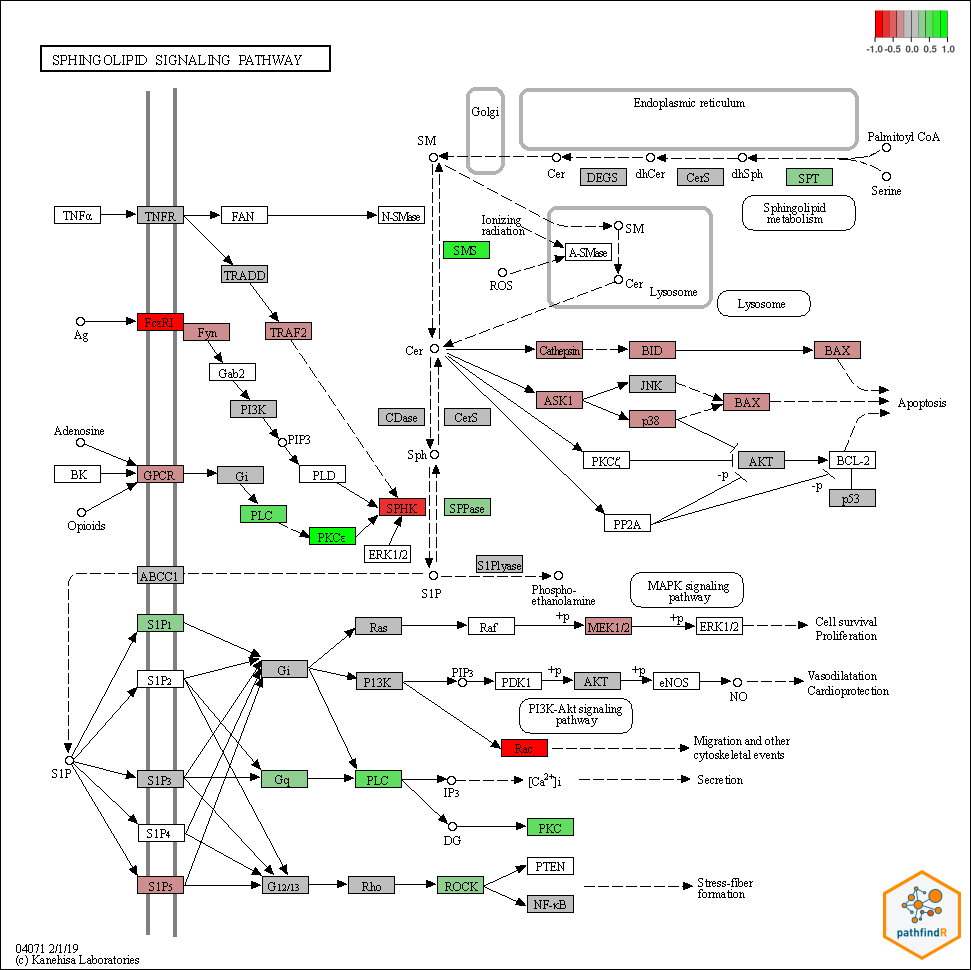 -1.0 -0.5 0.0 0.5 1.0
SPHINGOLIPID SIGNALING PATHWAY
Golgi
Endoplasmic reticulum
SM
Palmitoyl CoA
Cer
dhCer
dhSph
DEGS
CerS
SPT
Serine
Sphingolipid
metabolism
TNFα
TNFR
FAN
N-SMase
Ionizing
radiation
SM
SMS
A-SMase
TRADD
ROS
Cer
Lysosome
Lysosome
Ag
FcεRI
Fyn
TRAF2
Cer
Cathepsin
BID
BAX
Gab2
JNK
ASK1
BAX
Apoptosis
PI3K
CDase
CerS
p38
Adenosine
PIP3
Sph
PKCζ
AKT
BCL-2
BK
GPCR
Gi
PLD
-p
-p
p53
Opioids
PLC
SPHK
SPPase
PP2A
PKCε
ERK1/2
ABCC1
S1Plyase
S1P
Phospho-
ethanolamine
MAPK signaling
pathway
S1P1
Ras
Raf
+p
MEK1/2
+p
ERK1/2
Cell survival
Proliferation
S1P2
Gi
P13K
PIP3
PDK1
+p
AKT
+p
eNOS
NO
Vasodilatation
Cardioprotection
PI3K-Akt signaling
pathway
Rac
Migration and other
cytoskeletal events
S1P
S1P3
Gq
PLC
IP3
[Ca2+]i
Secretion
S1P4
DG
PKC
PTEN
S1P5
G12/13
Rho
ROCK
NF-κB
Stress-fiber
formation
pathfindR
04071 2/1/19
(c) Kanehisa Laboratories